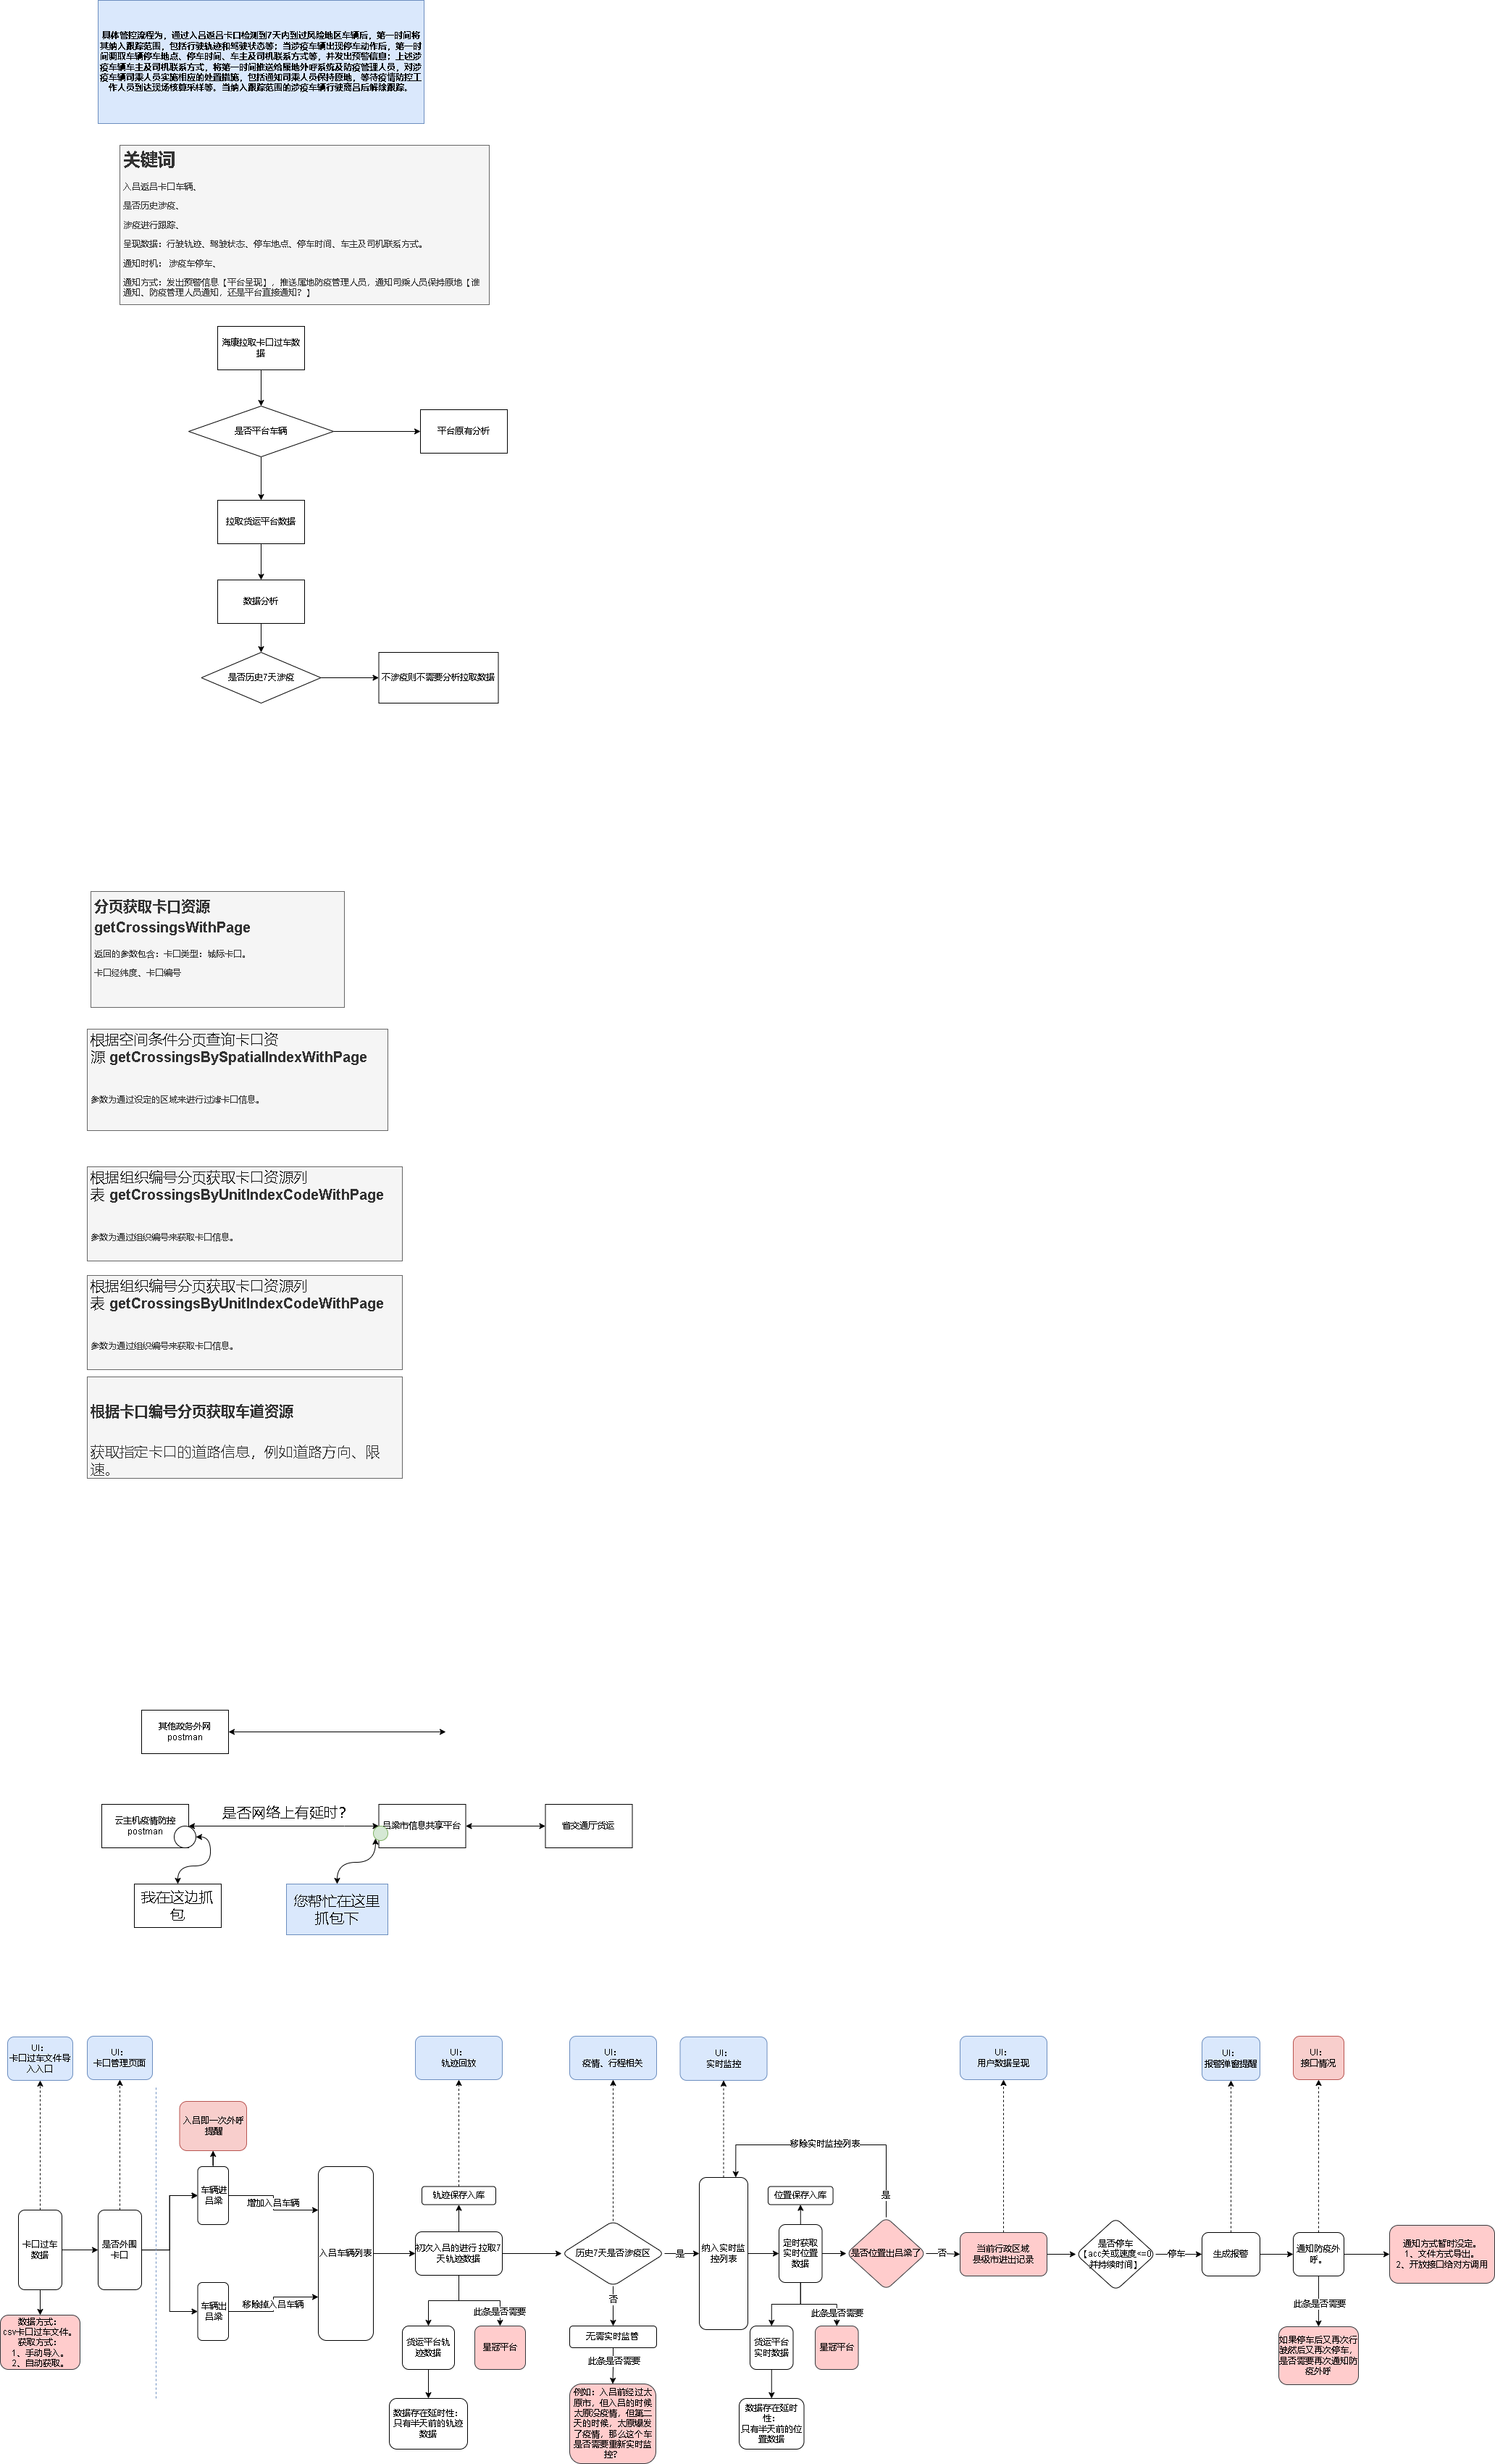 具体管控流程为，通过入吕返吕卡口检测到7天内到过风险地区车辆后，第一时间将
其纳入跟踪范围，包括行驶轨迹和驾驶状态等；当涉疫车辆出现停车动作后，第一时
间提取车辆停车地点、停车时间、车主及司机联系方式等，并发出预警信息；上述涉
疫车辆车主及司机联系方式，将第一时间推送给属地外呼系统及防疫管理人员，对涉
疫车辆司乘人员实施相应的处置措施，包括通知司乘人员保持原地，等待疫情防控工
作人员到达现场核算采样等。当纳入跟踪范围的涉疫车辆行驶离吕后解除跟踪。
关键词
入吕返吕卡口车辆、
是否历史涉疫、
涉疫进行跟踪、
呈现数据：行驶轨迹、驾驶状态、停车地点、停车时间、车主及司机联系方式。
通知时机： 涉疫车停车、
通知方式：发出预警信息【平台呈现】，推送属地防疫管理人员，通知司乘人员保持原地【谁
通知、防疫管理人员通知，还是平台直接通知？】
海康拉取卡口过车数
据
是否平台车辆
平台原有分析
拉取货运平台数据
数据分析
是否历史7天涉疫
不涉疫则不需要分析拉取数据
分页获取卡口资源
getCrossingsWithPage
返回的参数包含：卡口类型：城际卡口。
卡口经纬度、卡口编号
根据空间条件分页查询卡口资
源 getCrossingsBySpatialIndexWithPage
参数为通过设定的区域来进行过滤卡口信息。
根据组织编号分页获取卡口资源列
表 getCrossingsByUnitIndexCodeWithPage
参数为通过组织编号来获取卡口信息。
根据组织编号分页获取卡口资源列
表 getCrossingsByUnitIndexCodeWithPage
参数为通过组织编号来获取卡口信息。
根据卡口编号分页获取车道资源
获取指定卡口的道路信息，例如道路方向、限
速。
其他政务外网
postman
云主机疫情防控
postman
是否网络上有延时？
吕梁市信息共享平台
省交通厅货运
我在这边抓
包
您帮忙在这里
抓包下
UI：
卡口过车文件导
入入口
UI：
卡口管理页面
UI：
轨迹回放
UI：
疫情、行程相关
UI：
实时监控
UI：
用户数据呈现
UI：
报警弹窗提醒
UI：
接口情况
入吕即一次外呼
提醒
卡口过车
数据
数据方式：
csv卡口过车文件。
获取方式：
1、手动导入。
2、自动获取。
是否外围
卡口
车辆进
吕梁
增加入吕车辆
车辆出
吕梁
移除掉入吕车辆
入吕车辆列表
轨迹保存入库
初次入吕的进行 拉取7
天轨迹数据
此条是否需要
货运平台轨
迹数据
星冠平台
数据存在延时性：
只有半天前的轨迹
数据
历史7天是否涉疫区
是
否
无需实时监管
此条是否需要
例如：入吕前经过太
原市，但入吕的时候
太原没疫情，但第二
天的时候，太原爆发
了疫情，那么这个车
是否需要重新实时监
控？
移除实时监控列表
纳入实时监
控列表
位置保存入库
定时获取
实时位置
数据
此条是否需要
货运平台
实时数据
星冠平台
数据存在延时
性：
只有半天前的位
置数据
是
是否位置出吕梁了
否
当前行政区域
县级市进出记录
是否停车
【acc关或速度<=0
并持续时间】
停车
生成报警
通知防疫外
呼。
此条是否需要
如果停车后又再次行
驶然后又再次停车，
是否需要再次通知防
疫外呼
通知方式暂时没定。
1、文件方式导出。
2、开放接口给对方调用